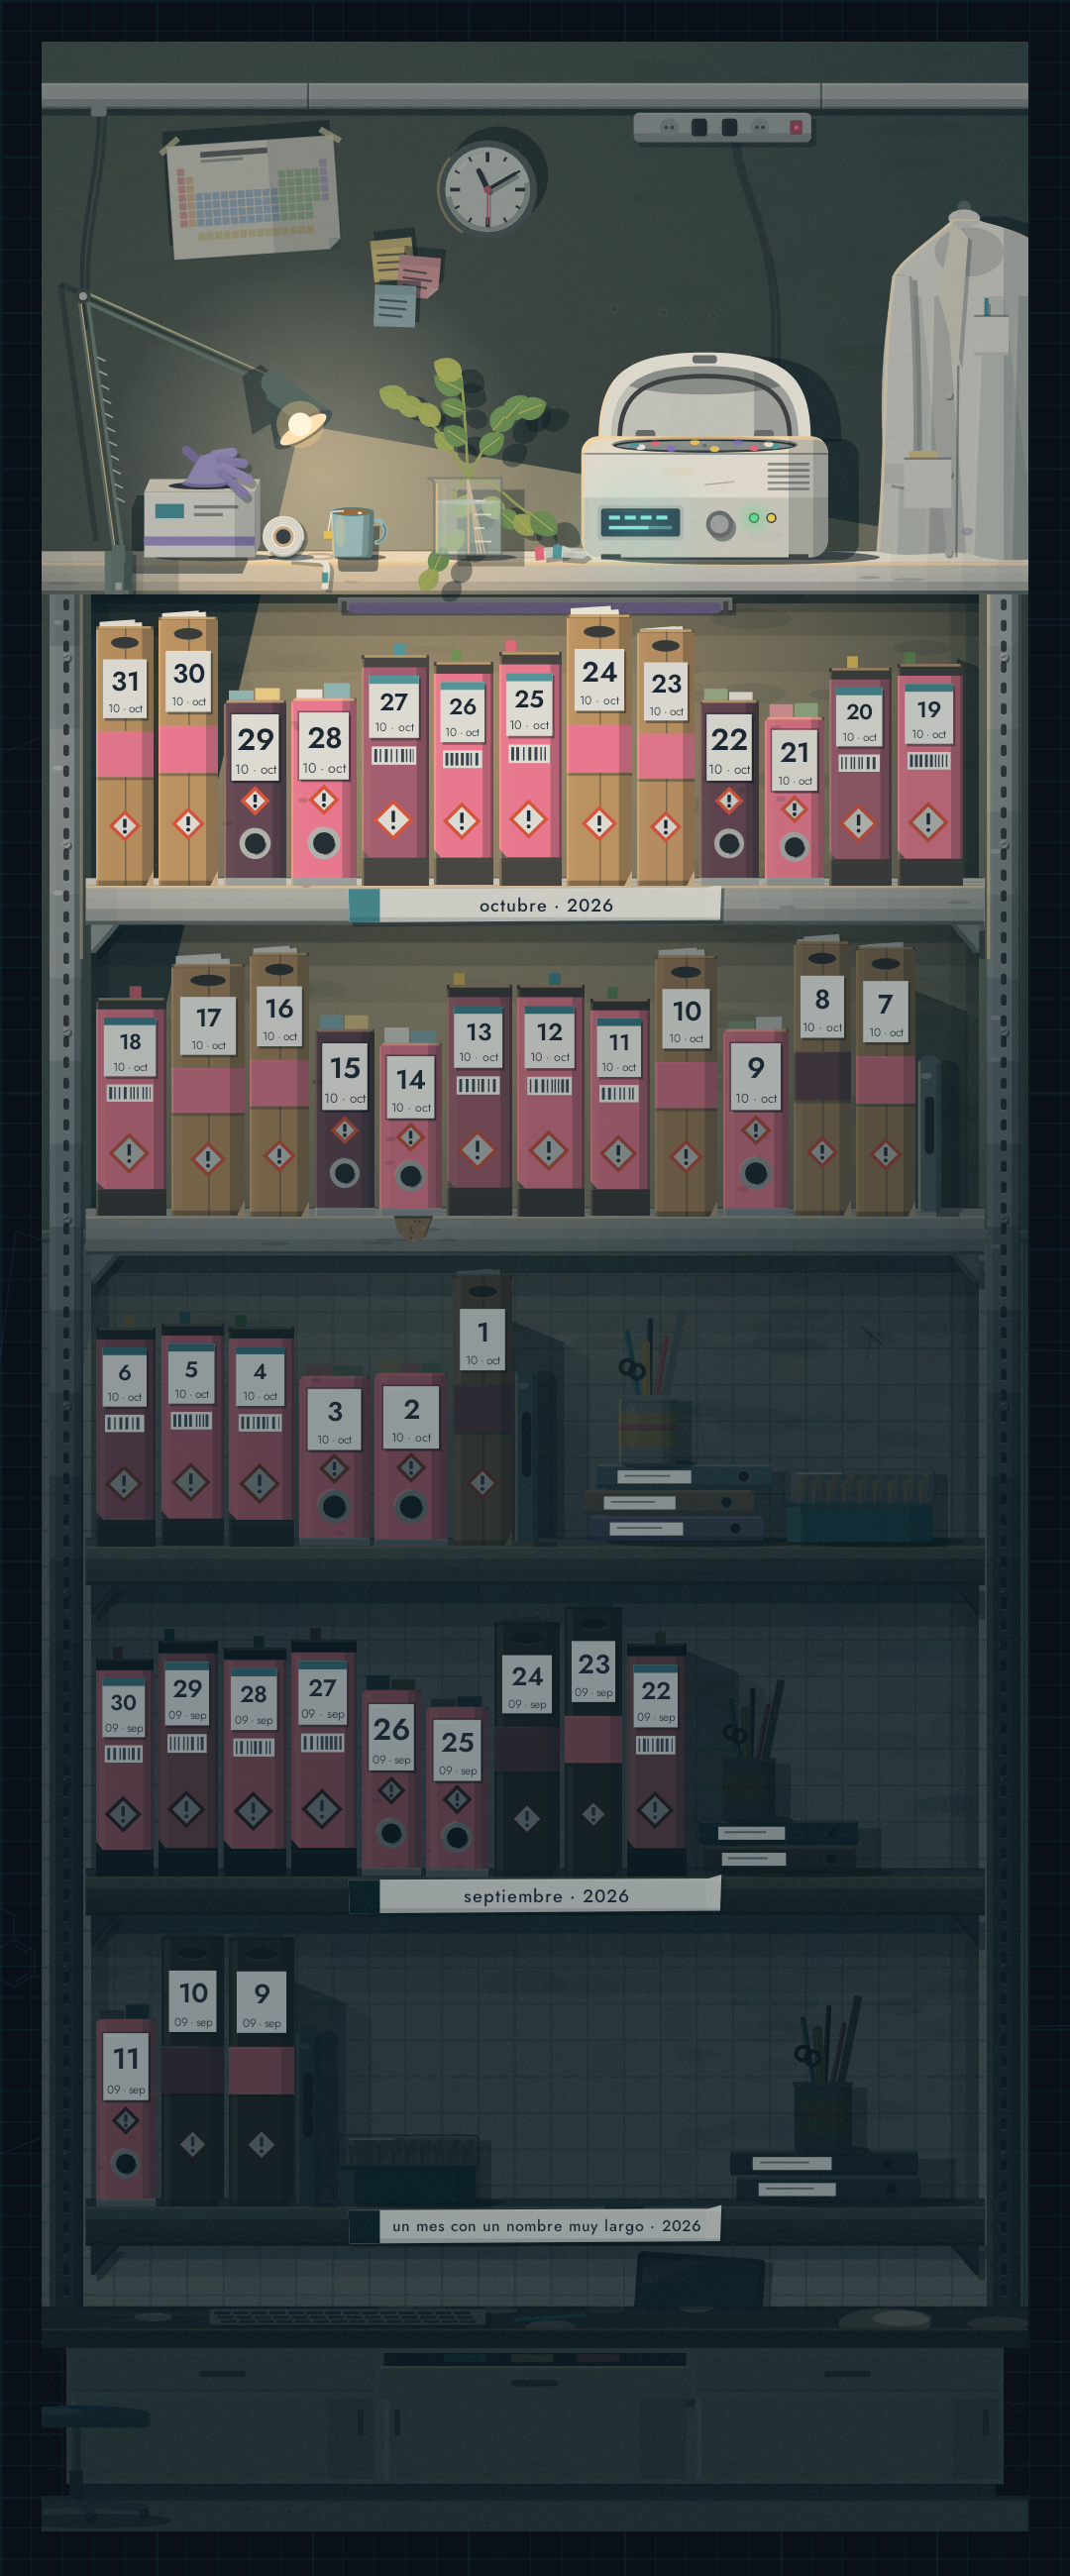 31
10 · oct
30
10 · oct
29
10 · oct
28
10 · oct
27
10 · oct
26
10 · oct
25
10 · oct
24
10 · oct
23
10 · oct
22
10 · oct
21
10 · oct
20
10 · oct
19
10 · oct
octubre · 2026
18
10 · oct
17
10 · oct
16
10 · oct
15
10 · oct
14
10 · oct
13
10 · oct
12
10 · oct
11
10 · oct
10
10 · oct
9
10 · oct
8
10 · oct
7
10 · oct
6
10 · oct
5
10 · oct
4
10 · oct
3
10 · oct
2
10 · oct
1
10 · oct
30
09 · sep
29
09 · sep
28
09 · sep
27
09 · sep
26
09 · sep
25
09 · sep
24
09 · sep
23
09 · sep
22
09 · sep
septiembre · 2026
11
09 · sep
10
09 · sep
9
09 · sep
un mes con un nombre muy largo · 2026